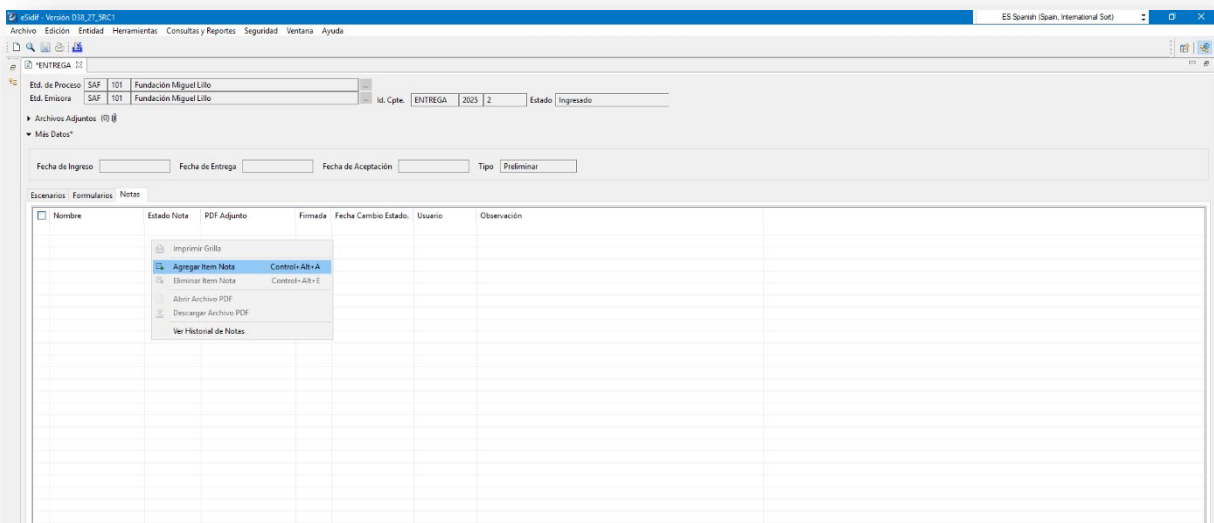 eSidif - Versión D38_27_5RC1 ES Spanish (Spain, International Sort)
Archivo Edición Entidad Herramientas Consultas y Reportes Seguridad Ventana Ayuda
*ENTREGA
Etd. de Proceso SAF 101 Fundación Miguel Lillo ...
Etd. Emisora SAF 101 Fundación Miguel Lillo ... Id. Cpte. ENTREGA 2025 2 Estado Ingresado
Archivos Adjuntos (0)
Más Datos*
Fecha de Ingreso Fecha de Entrega Fecha de Aceptación Tipo Preliminar
Escenarios Formularios Notas
Nombre Estado Nota PDF Adjunto Firmada Fecha Cambio Estado. Usuario Observación
Imprimir Grilla
Agregar Item Nota Control+Alt+A
Eliminar Item Nota Control+Alt+E
Abrir Archivo PDF
Descargar Archivo PDF
Ver Historial de Notas